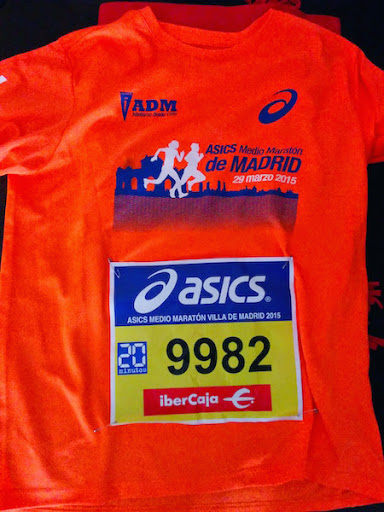 ADM
ASICS Medio Maratón
de MADRID
29 marzo 2015
asics
ASICS MEDIO MARATÓN VILLA DE MADRID 2015
20
minutos
9982
iberCaja